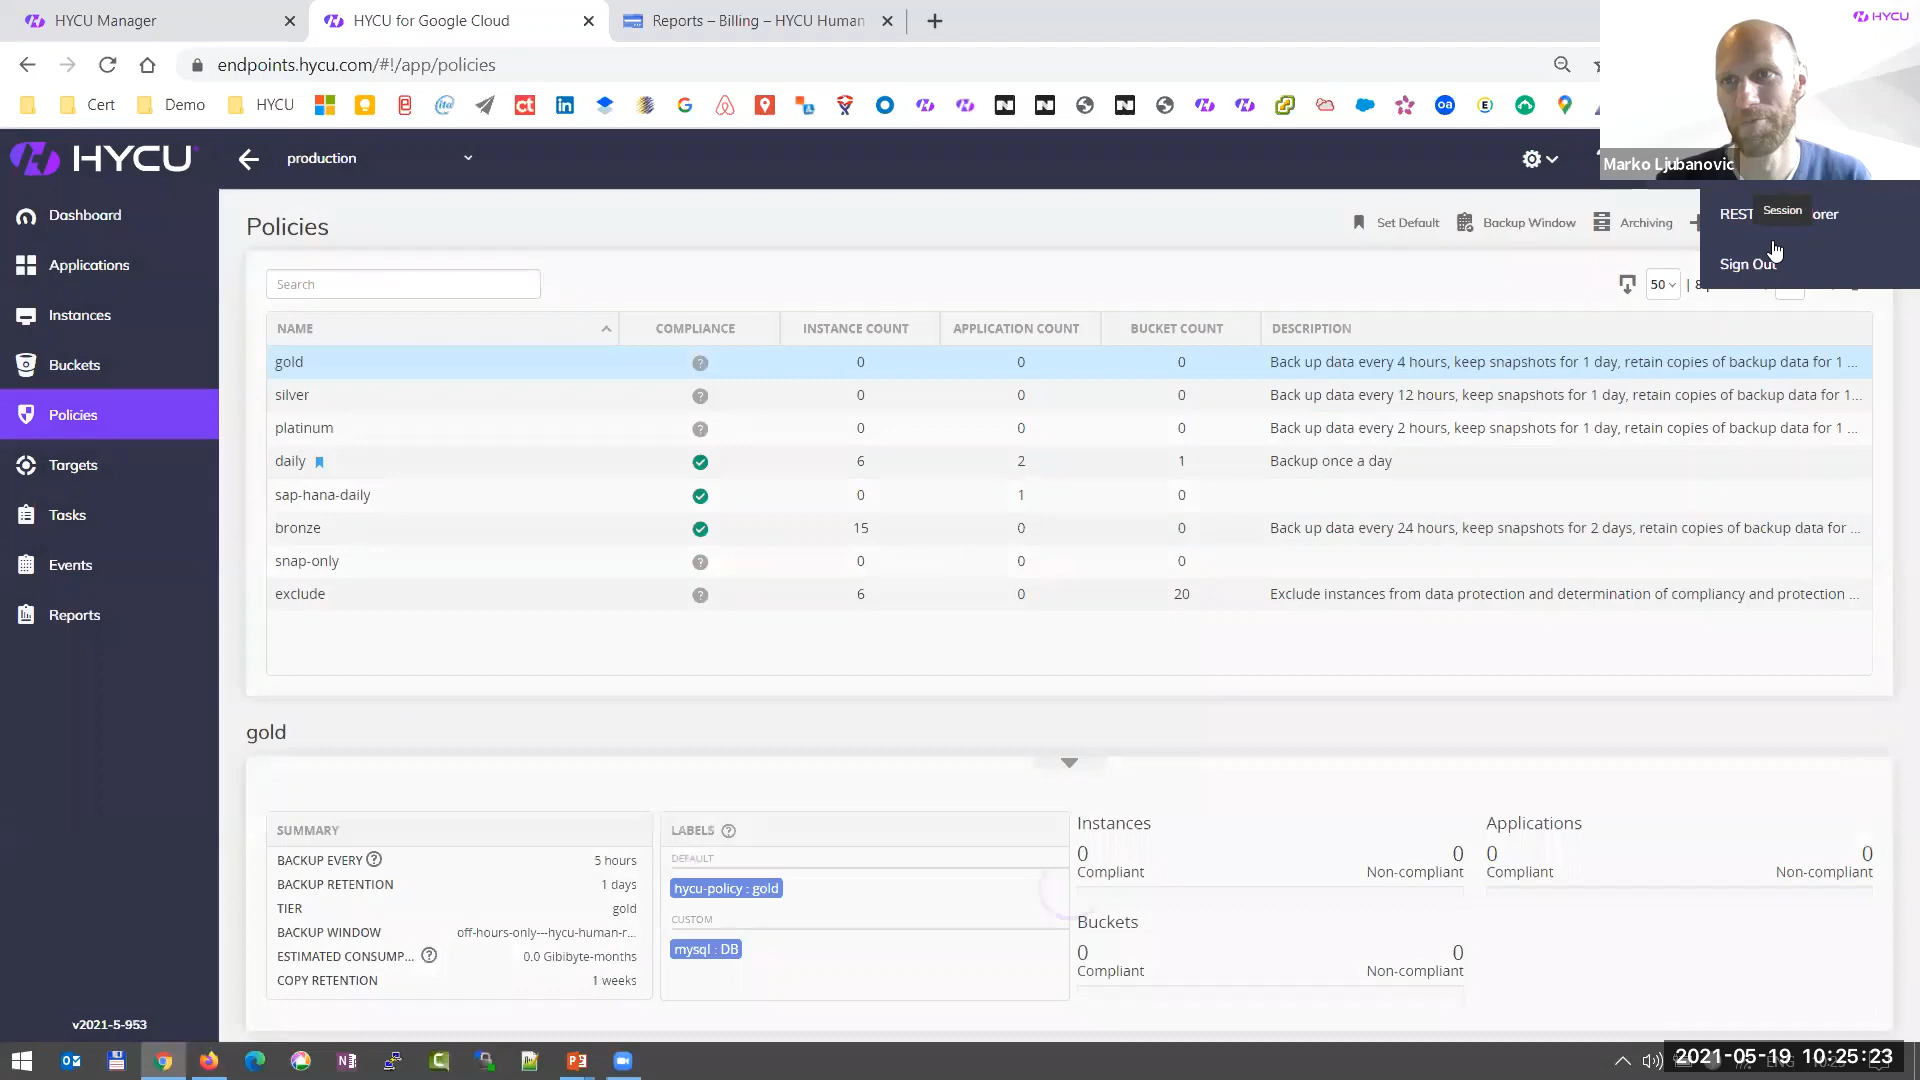 HYCU Manager
HYCU for Google Cloud
Reports – Billing – HYCU Human
HYCU
endpoints.hycu.com/#!/app/policies
Cert
Demo
HYCU
Marko Ljubanovic
HYCU
production
Dashboard
Applications
Instances
Buckets
Policies
Targets
Tasks
Events
Reports
v2021-5-953
Policies
Set Default
Backup Window
Archiving
REST
Session
orer
Sign Out
Search
50
NAME COMPLIANCE INSTANCE COUNT APPLICATION COUNT BUCKET COUNT DESCRIPTION
gold 0 0 0 Back up data every 4 hours, keep snapshots for 1 day, retain copies of backup data for 1 ...
silver 0 0 0 Back up data every 12 hours, keep snapshots for 1 day, retain copies of backup data for 1...
platinum 0 0 0 Back up data every 2 hours, keep snapshots for 1 day, retain copies of backup data for 1 ...
daily 6 2 1 Backup once a day
sap-hana-daily 0 1 0
bronze 15 0 0 Back up data every 24 hours, keep snapshots for 2 days, retain copies of backup data for ...
snap-only 0 0 0
exclude 6 0 20 Exclude instances from data protection and determination of compliancy and protection ...
gold
SUMMARY
BACKUP EVERY 5 hours
BACKUP RETENTION 1 days
TIER gold
BACKUP WINDOW off-hours-only---hycu-human-r...
ESTIMATED CONSUMP... 0.0 Gibibyte-months
COPY RETENTION 1 weeks
LABELS
DEFAULT
hycu-policy : gold
CUSTOM
mysql : DB
Instances
0 0
Compliant Non-compliant
Buckets
0 0
Compliant Non-compliant
Applications
0 0
Compliant Non-compliant
2021-05-19 10:25:23